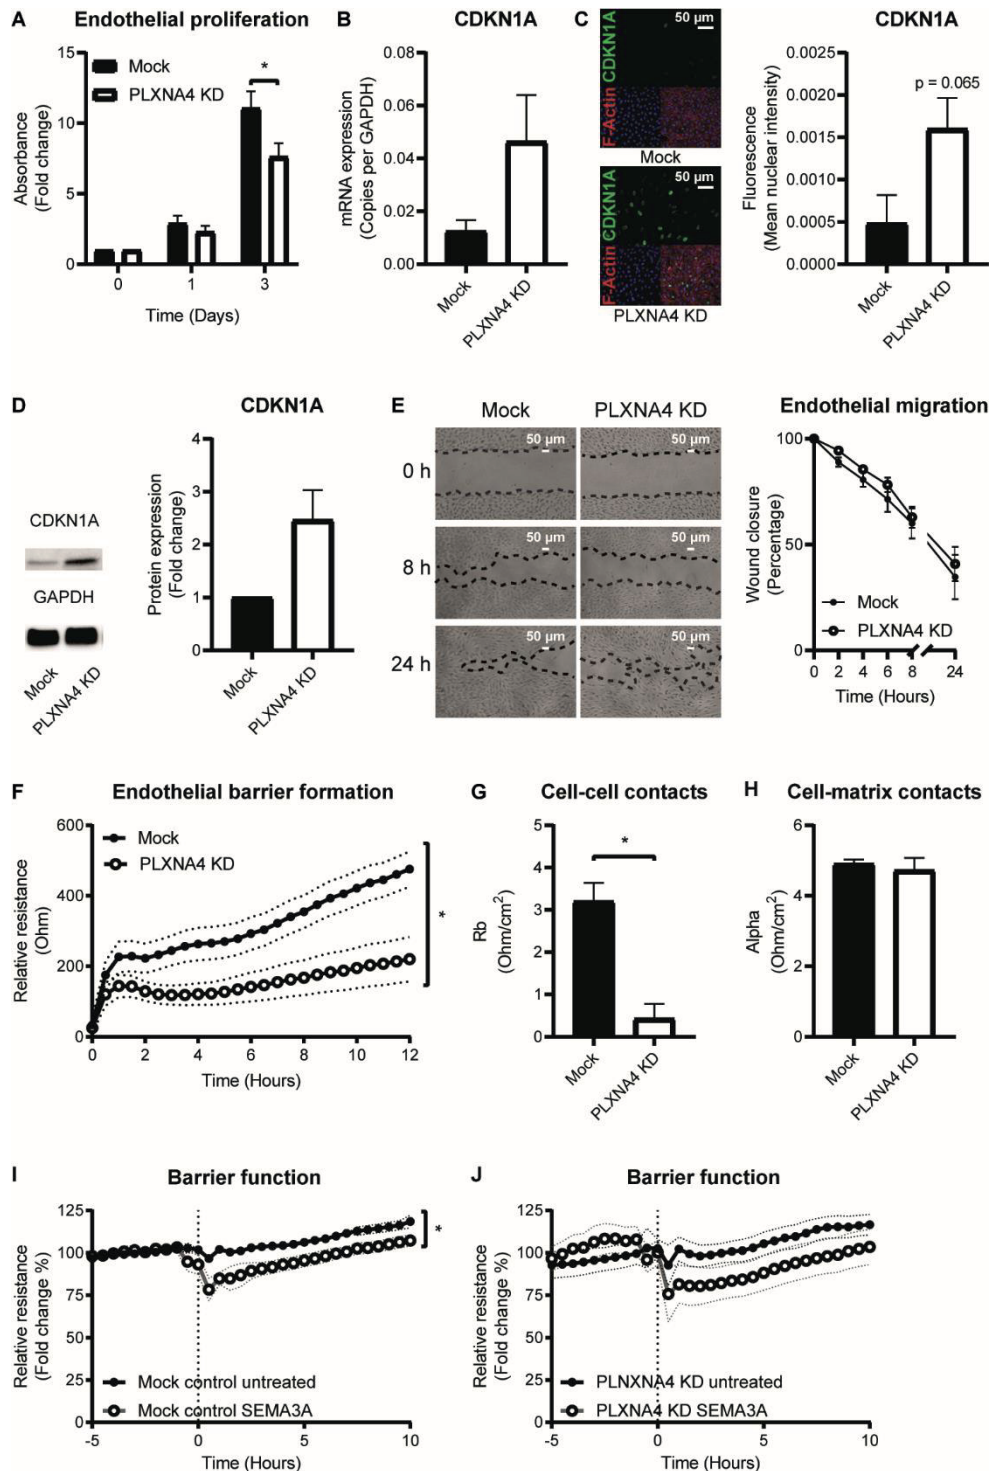 A
Endothelial proliferation
Absorbance
(Fold change)
15
10
5
0
Mock
PLXNA4 KD
*
0
1
3
Time (Days)
B
CDKN1A
mRNA expression
(Copies per GAPDH)
0.08
0.06
0.04
0.02
0.00
Mock
PLXNA4 KD
C
F-Actin CDKN1A
50 µm
Mock
F-Actin CDKN1A
50 µm
PLXNA4 KD
CDKN1A
Fluorescence
(Mean nuclear intensity)
0.0025
0.0020
0.0015
0.0010
0.0005
0.0000
p = 0.065
Mock
PLXNA4 KD
D
CDKN1A
GAPDH
Mock
PLXNA4 KD
CDKN1A
Protein expression
(Fold change)
4
3
2
1
0
Mock
PLXNA4 KD
E
Mock
PLXNA4 KD
0 h
50 µm
50 µm
8 h
50 µm
50 µm
24 h
50 µm
50 µm
Endothelial migration
Wound closure
(Percentage)
100
50
0
Mock
PLXNA4 KD
0
2
4
6
8
24
Time (Hours)
F
Endothelial barrier formation
Relative resistance
(Ohm)
600
400
200
0
Mock
PLXNA4 KD
*
0
2
4
6
8
10
12
Time (Hours)
G
Cell-cell contacts
Rb
(Ohm/cm²)
5
4
3
2
1
0
*
Mock
PLXNA4 KD
H
Cell-matrix contacts
Alpha
(Ohm/cm²)
6
4
2
0
Mock
PLXNA4 KD
I
Barrier function
Relative resistance
(Fold change %)
125
100
75
50
25
0
*
Mock control untreated
Mock control SEMA3A
-5
0
5
10
Time (Hours)
J
Barrier function
Relative resistance
(Fold change %)
125
100
75
50
25
0
PLNXNA4 KD untreated
PLXNA4 KD SEMA3A
-5
0
5
10
Time (Hours)